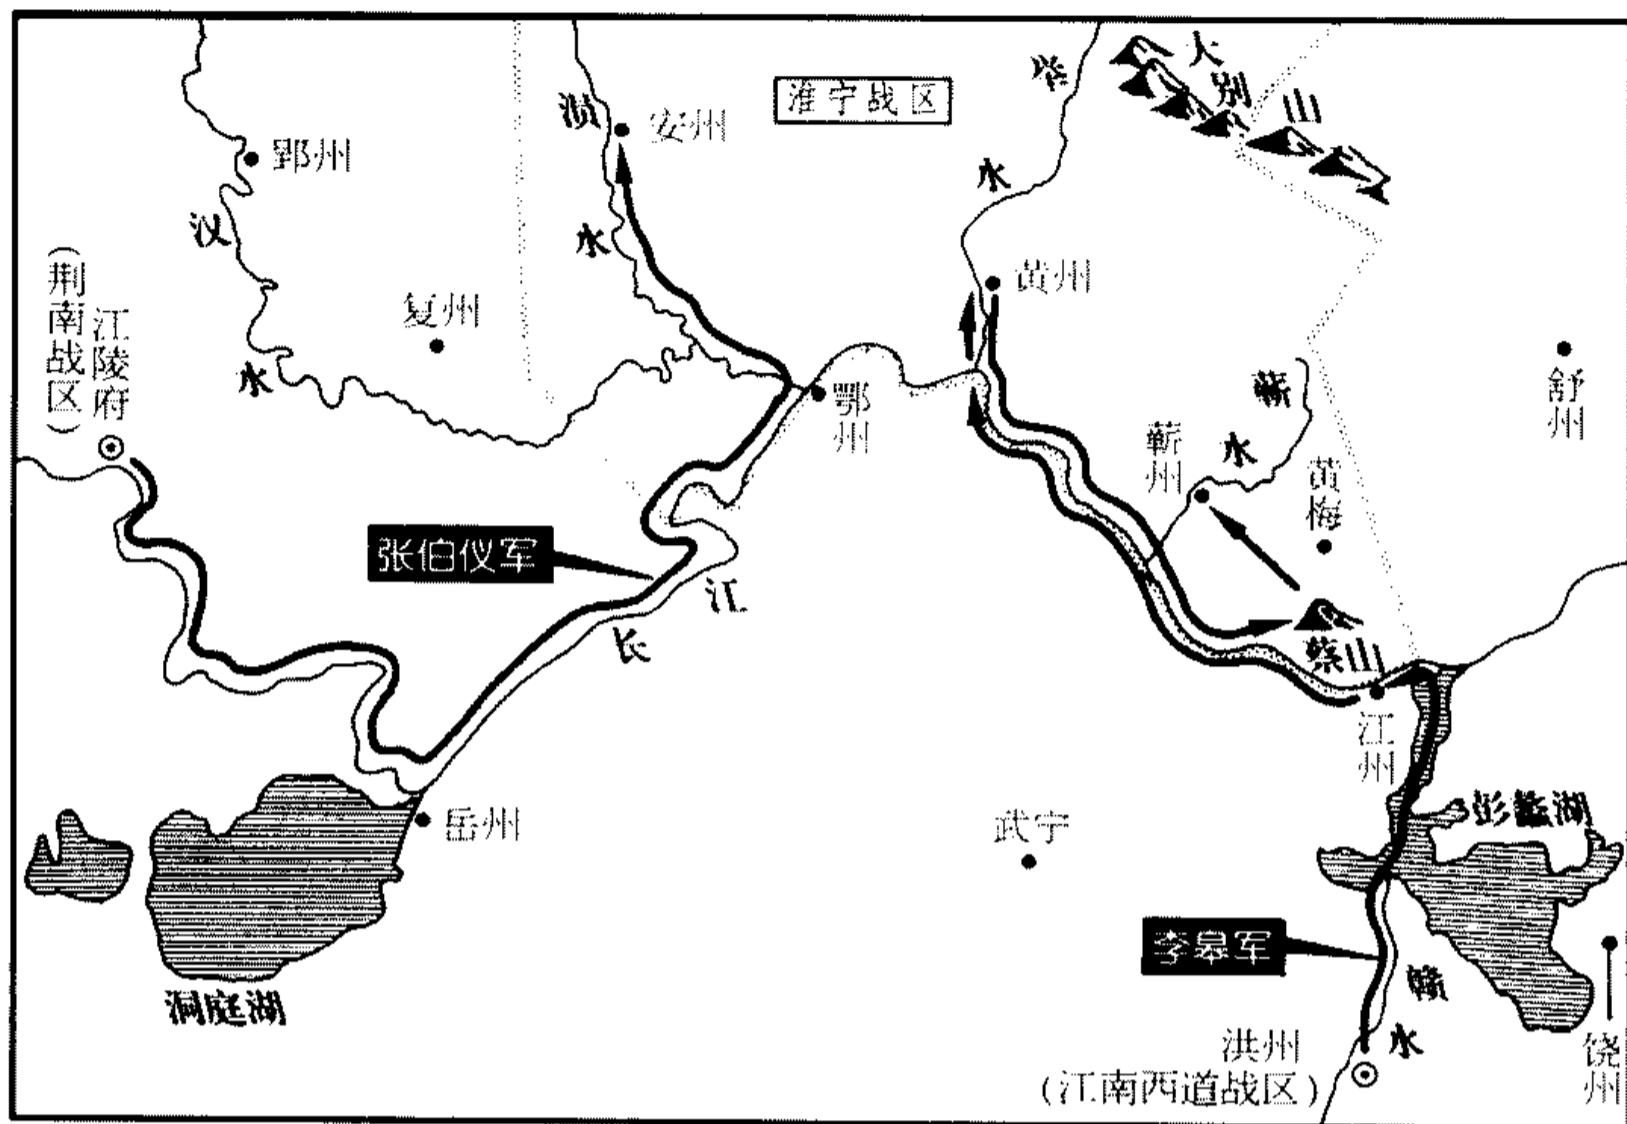 大别山
淮宁战区
溳水
安州
举水
郢州
汉水
复州
黄州
(荆南战区)
江陵府
鄂州
蕲水
蕲州
黄梅
舒州
张伯仪军
长江
蔡山
江州
岳州
武宁
彭蠡湖
李皋军
洞庭湖
赣水
洪州
(江南西道战区)
饶州